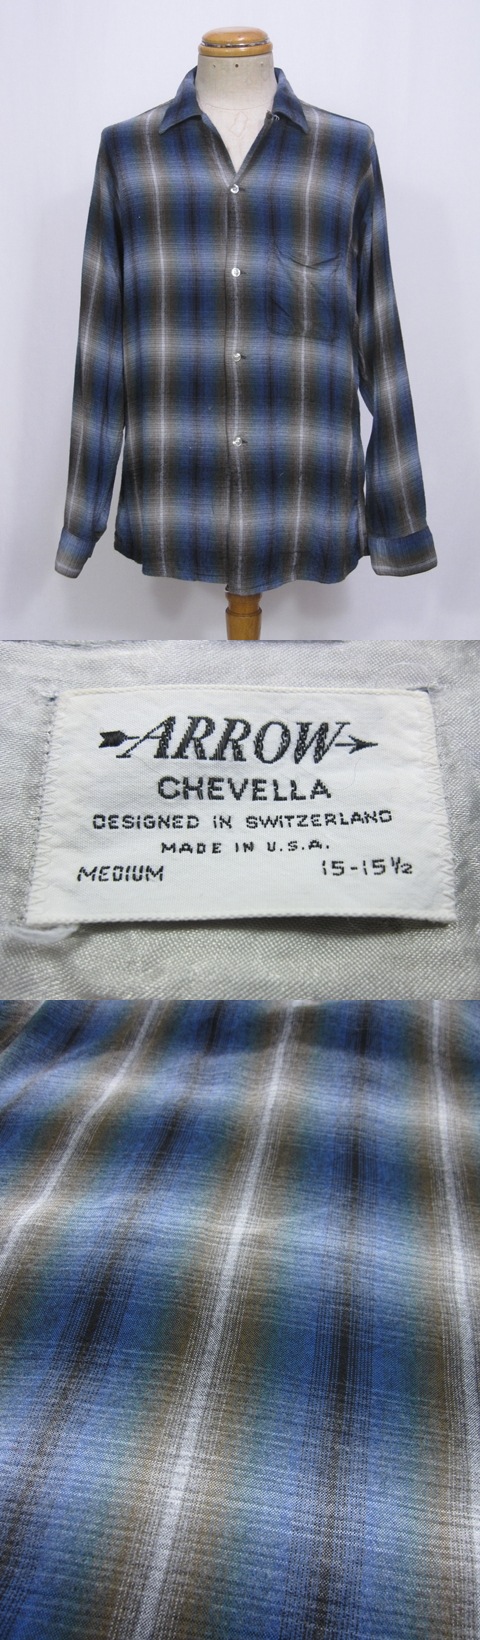 ARROW
CHEVELLA
DESIGNED IN SWITZERLAND
MADE IN U.S.A.
MEDIUM 15-15½